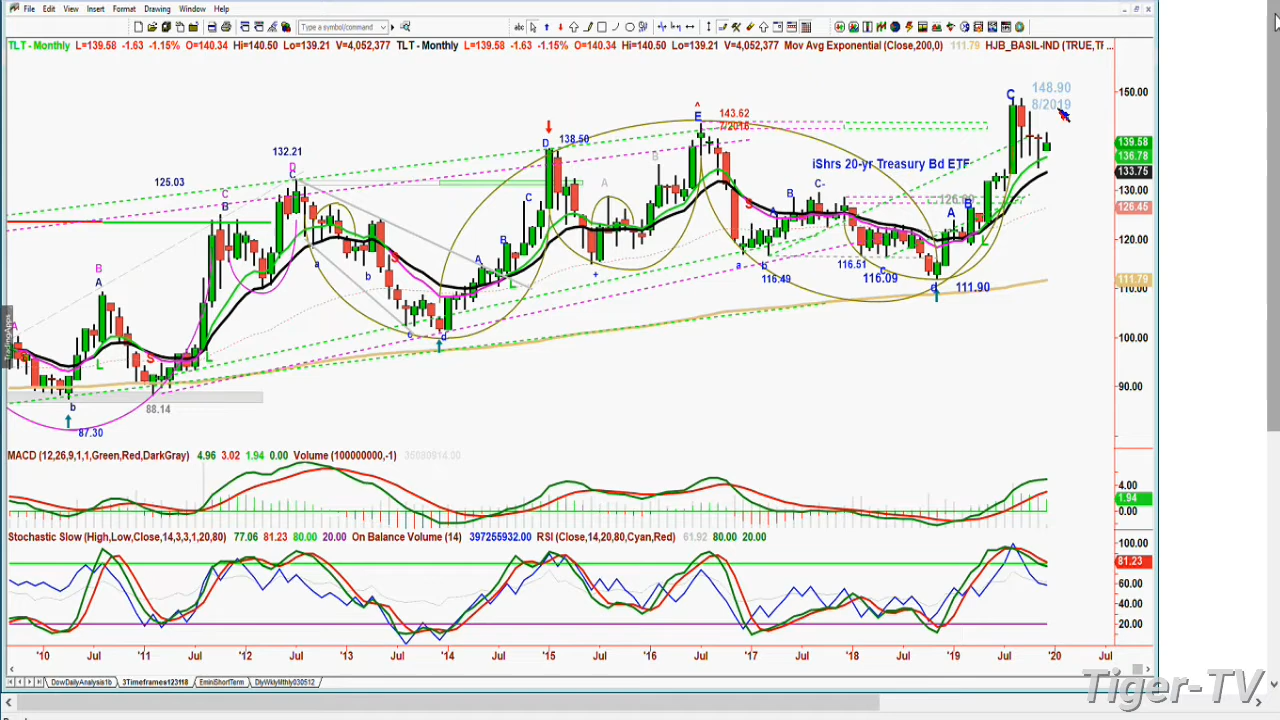 File Edit View Insert Format Drawing Window Help
Type a symbol/command
abc
TLT - Monthly L=139.58 -1.63 -1.15% O=140.34 Hi=140.50 Lo=139.21 V=4,052,377 TLT - Monthly L=139.58 -1.63 -1.15% O=140.34 Hi=140.50 Lo=139.21 V=4,052,377 Mov Avg Exponential (Close,200,0) 111.79 HJB_BASIL-IND (TRUE,TF ...
C 148.90
8/2019
150.00
^
E 143.62
7/2016
D 138.50
139.58
136.78
133.75
132.21
D
iShrs 20-yr Treasury Bd ETF
130.00
126.45
125.03
C
B
A
B
C
A
B
C-
S
A
B
120.00
B
A
S
L
L
a
b
+
a
b
116.49
116.51
c
116.09
d
111.90
111.79
110.00
B
A
A
S
L
L
c
d
100.00
90.00
b
88.14
87.30
TradingApps
MACD (12,26,9,1,1,Green,Red,DarkGray) 4.96 3.02 1.94 0.00 Volume (100000000,-1) 35080914.00
4.00
1.94
0.00
Stochastic Slow (High,Low,Close,14,3,3,1,20,80) 77.06 81.23 80.00 20.00 On Balance Volume (14) 397255932.00 RSI (Close,14,20,80,Cyan,Red) 61.92 80.00 20.00
100.00
81.23
60.00
40.00
20.00
'10 Jul '11 Jul '12 Jul '13 Jul '14 Jul '15 Jul '16 Jul '17 Jul '18 Jul '19 Jul '20 Jul
DowDailyAnalysis1b 3Timeframes123118 EminiShortTerm DlyWklyMthly030512
Tiger-TV